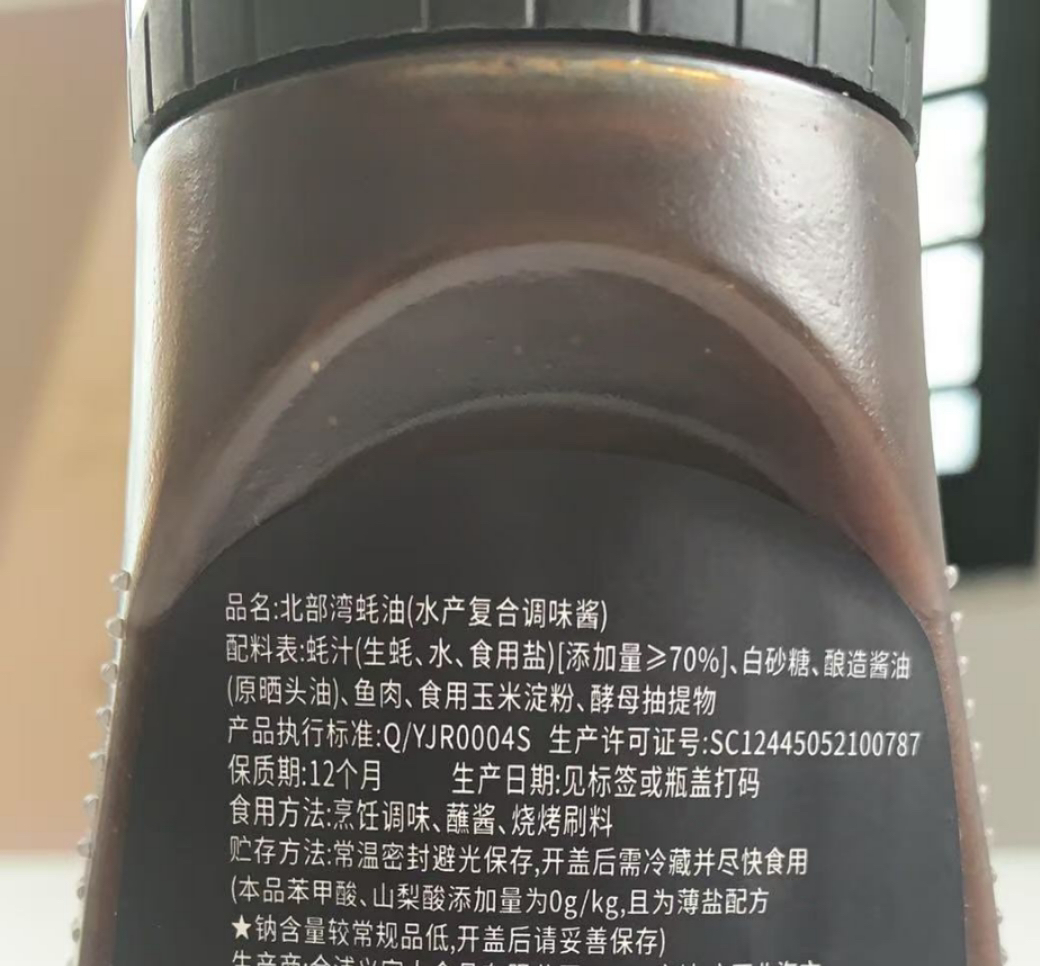 品名:北部湾蚝油(水产复合调味酱)
配料表:蚝汁(生蚝、水、食用盐)[添加量≥70%]、白砂糖、酿造酱油
(原晒头油)、鱼肉、食用玉米淀粉、酵母抽提物
产品执行标准:Q/YJR0004S 生产许可证号:SC12445052100787
保质期:12个月 生产日期:见标签或瓶盖打码
食用方法:烹饪调味、蘸酱、烧烤刷料
贮存方法:常温密封避光保存,开盖后需冷藏并尽快食用
(本品苯甲酸、山梨酸添加量为0g/kg,且为薄盐配方
★钠含量较常规品低,开盖后请妥善保存)